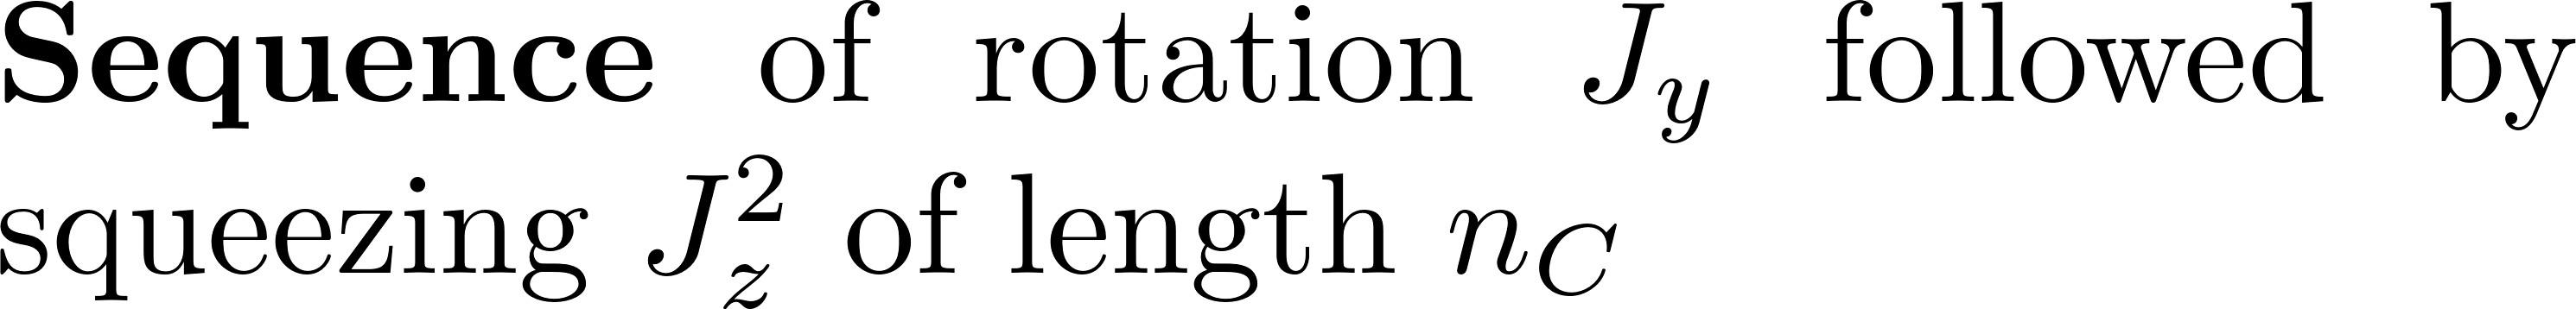 Sequence of rotation $J_y$ followed by
squeezing $J_z^2$ of length $n_C$